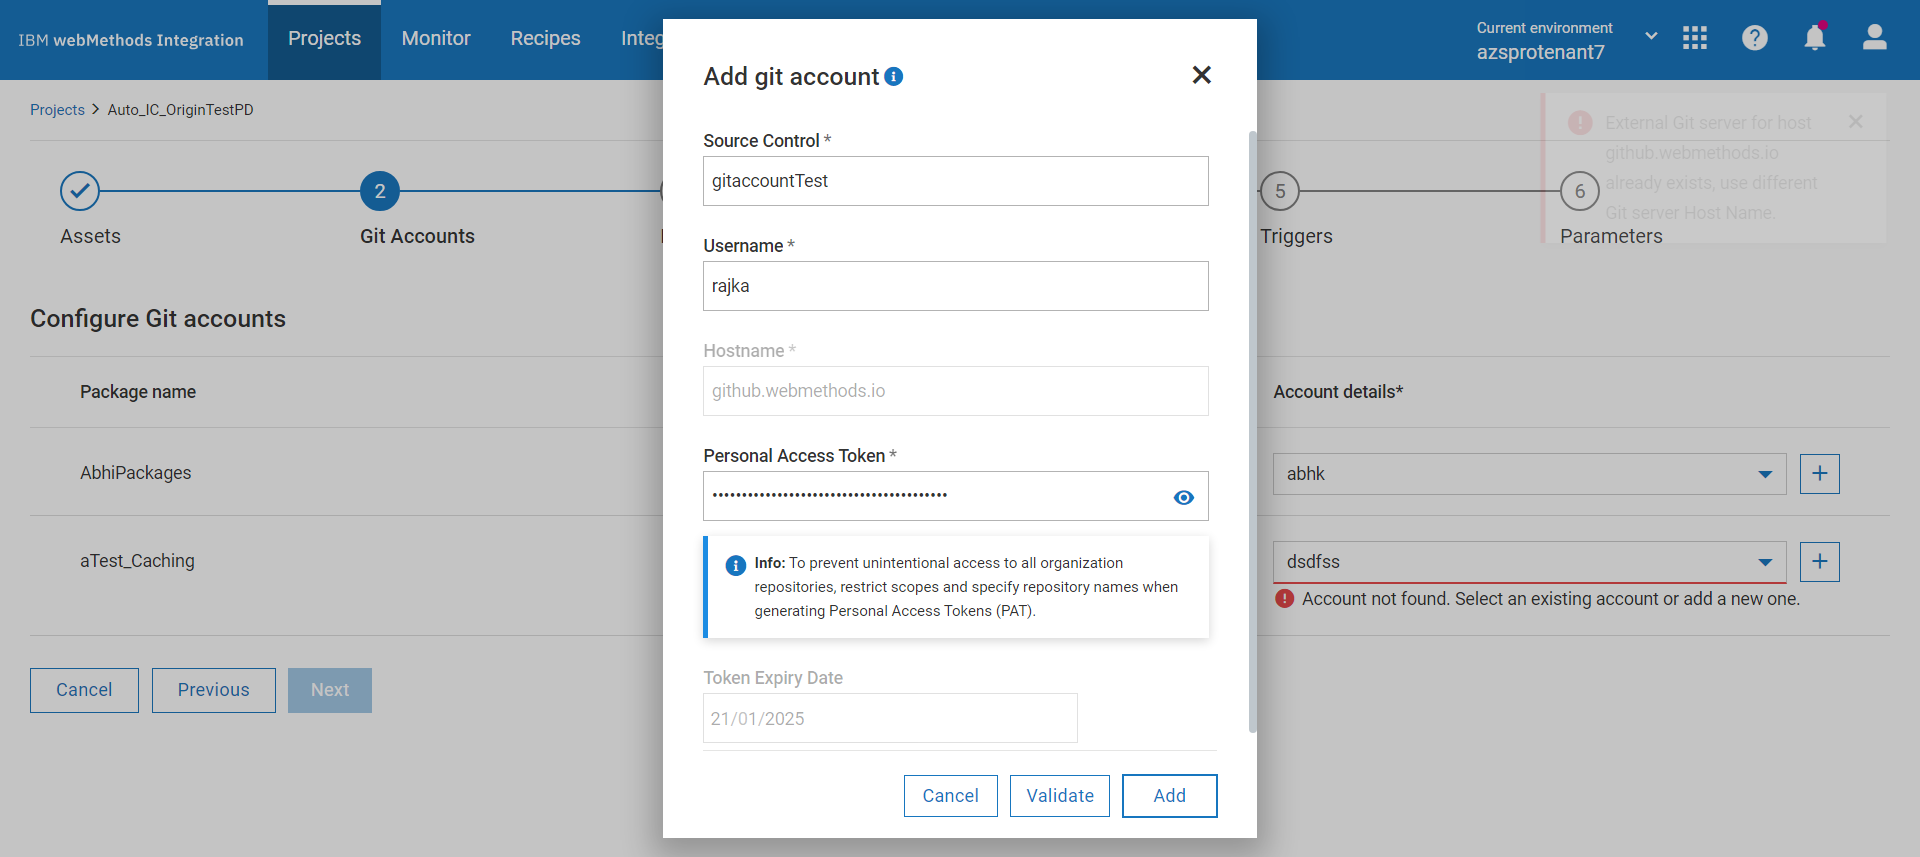 IBM webMethods Integration
Projects
Monitor
Recipes
Integ
Current environment
azsprotenant7
Projects > Auto_IC_OriginTestPD
External Git server for host
github.webmethods.io
already exists, use different
Git server Host Name.
Assets
2
Git Accounts
5
Triggers
6
Parameters
Configure Git accounts
Package name
Account details*
AbhiPackages
abhk
aTest_Caching
dsdfss
Account not found. Select an existing account or add a new one.
Cancel
Previous
Next
Add git account
Source Control *
gitaccountTest
Username *
rajka
Hostname *
github.webmethods.io
Personal Access Token *
Info: To prevent unintentional access to all organization
repositories, restrict scopes and specify repository names when
generating Personal Access Tokens (PAT).
Token Expiry Date
21/01/2025
Cancel
Validate
Add